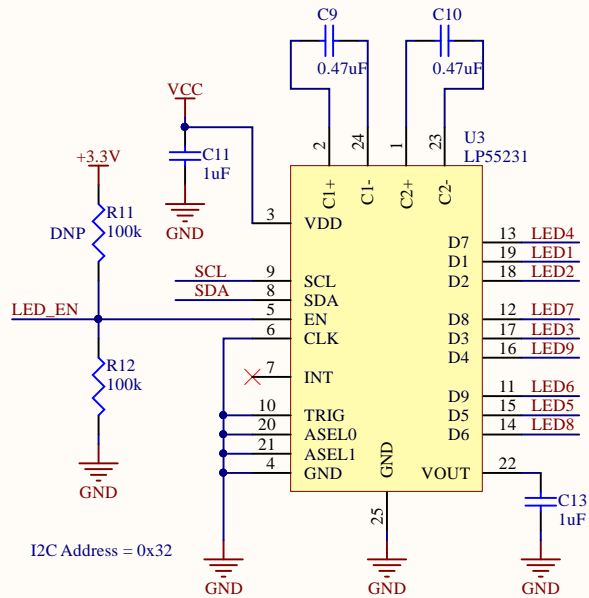 C9
C10
0.47uF
0.47uF
VCC
U3
LP55231
2
24
1
23
C11
1uF
C1+
C1-
C2+
C2-
+3.3V
GND
3
VDD
R11
100k
DNP
D7
13
LED4
D1
19
LED1
SCL
9
SCL
D2
18
LED2
SDA
8
SDA
LED_EN
5
EN
D8
12
LED7
6
CLK
D3
17
LED3
D4
16
LED9
R12
100k
7
INT
D9
11
LED6
10
TRIG
D5
15
LED5
20
ASEL0
D6
14
LED8
21
ASEL1
4
GND
GND
VOUT
22
GND
25
C13
1uF
I2C Address = 0x32
GND
GND
GND